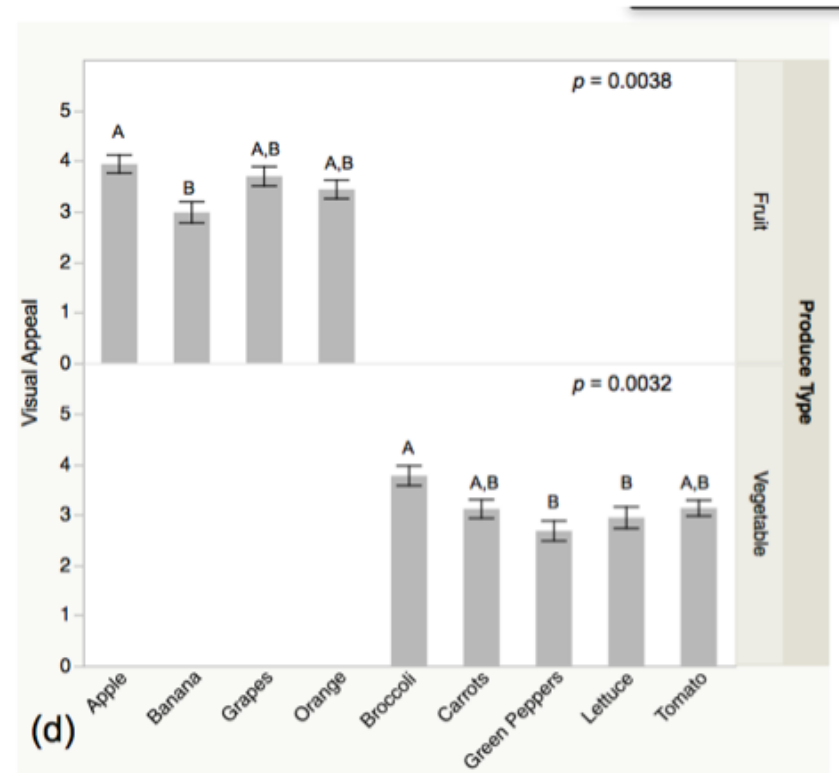 p = 0.0038
5
4
3
2
1
0
A
B
A,B
A,B
Fruit
Visual Appeal
Produce Type
p = 0.0032
5
4
3
2
1
0
A
A,B
B
B
A,B
Vegetable
Apple
Banana
Grapes
Orange
Broccoli
Carrots
Green Peppers
Lettuce
Tomato
(d)